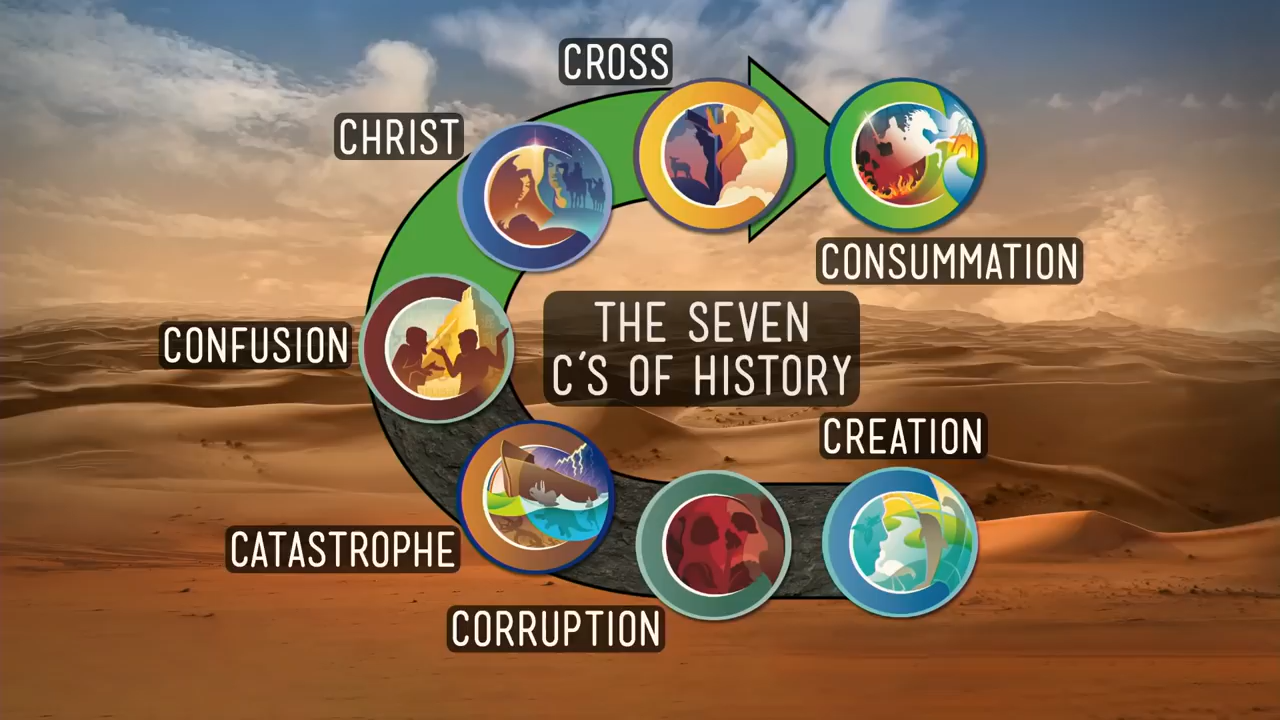 CROSS
CHRIST
CONSUMMATION
THE SEVEN
C'S OF HISTORY
CONFUSION
CREATION
CATASTROPHE
CORRUPTION